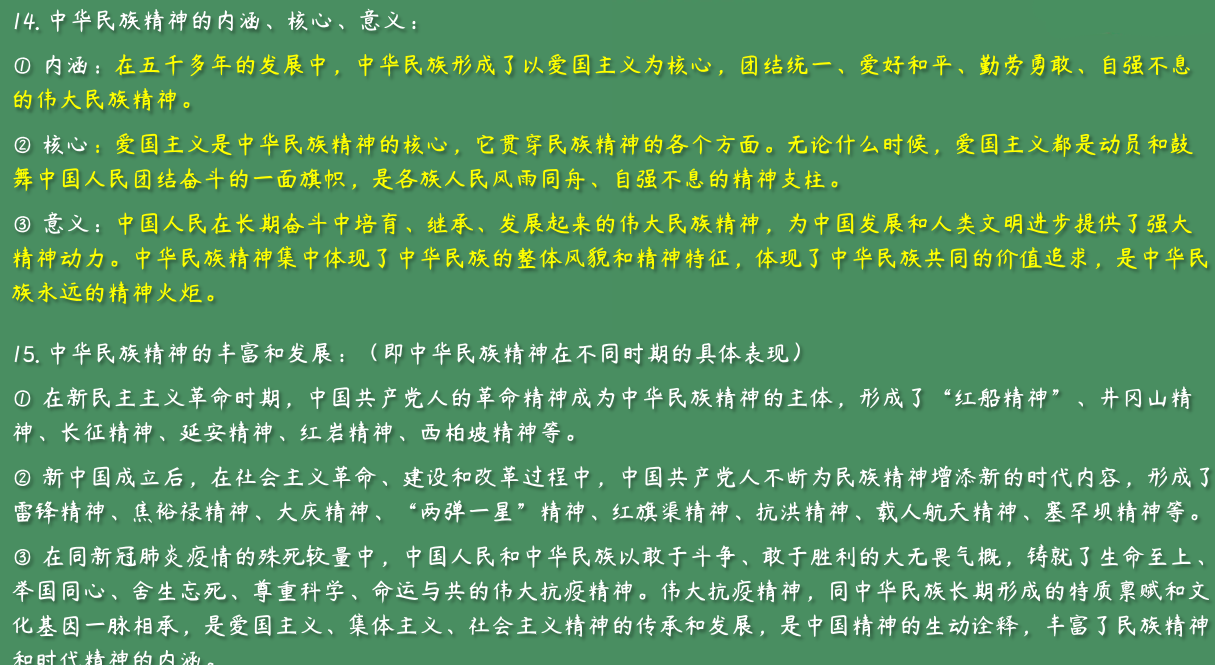 14. 中华民族精神的内涵、核心、意义：
① 内涵：在五千多年的发展中，中华民族形成了以爱国主义为核心，团结统一、爱好和平、勤劳勇敢、自强不息
的伟大民族精神。
② 核心：爱国主义是中华民族精神的核心，它贯穿民族精神的各个方面。无论什么时候，爱国主义都是动员和鼓
舞中国人民团结奋斗的一面旗帜，是各族人民风雨同舟、自强不息的精神支柱。
③ 意义：中国人民在长期奋斗中培育、继承、发展起来的伟大民族精神，为中国发展和人类文明进步提供了强大
精神动力。中华民族精神集中体现了中华民族的整体风貌和精神特征，体现了中华民族共同的价值追求，是中华民
族永远的精神火炬。
15. 中华民族精神的丰富和发展：（即中华民族精神在不同时期的具体表现）
① 在新民主主义革命时期，中国共产党人的革命精神成为中华民族精神的主体，形成了“红船精神”、井冈山精
神、长征精神、延安精神、红岩精神、西柏坡精神等。
② 新中国成立后，在社会主义革命、建设和改革过程中，中国共产党人不断为民族精神增添新的时代内容，形成了
雷锋精神、焦裕禄精神、大庆精神、“两弹一星”精神、红旗渠精神、抗洪精神、载人航天精神、塞罕坝精神等。
③ 在同新冠肺炎疫情的殊死较量中，中国人民和中华民族以敢于斗争、敢于胜利的大无畏气概，铸就了生命至上、
举国同心、舍生忘死、尊重科学、命运与共的伟大抗疫精神。伟大抗疫精神，同中华民族长期形成的特质禀赋和文
化基因一脉相承，是爱国主义、集体主义、社会主义精神的传承和发展，是中国精神的生动诠释，丰富了民族精神
和时代精神的内涵。